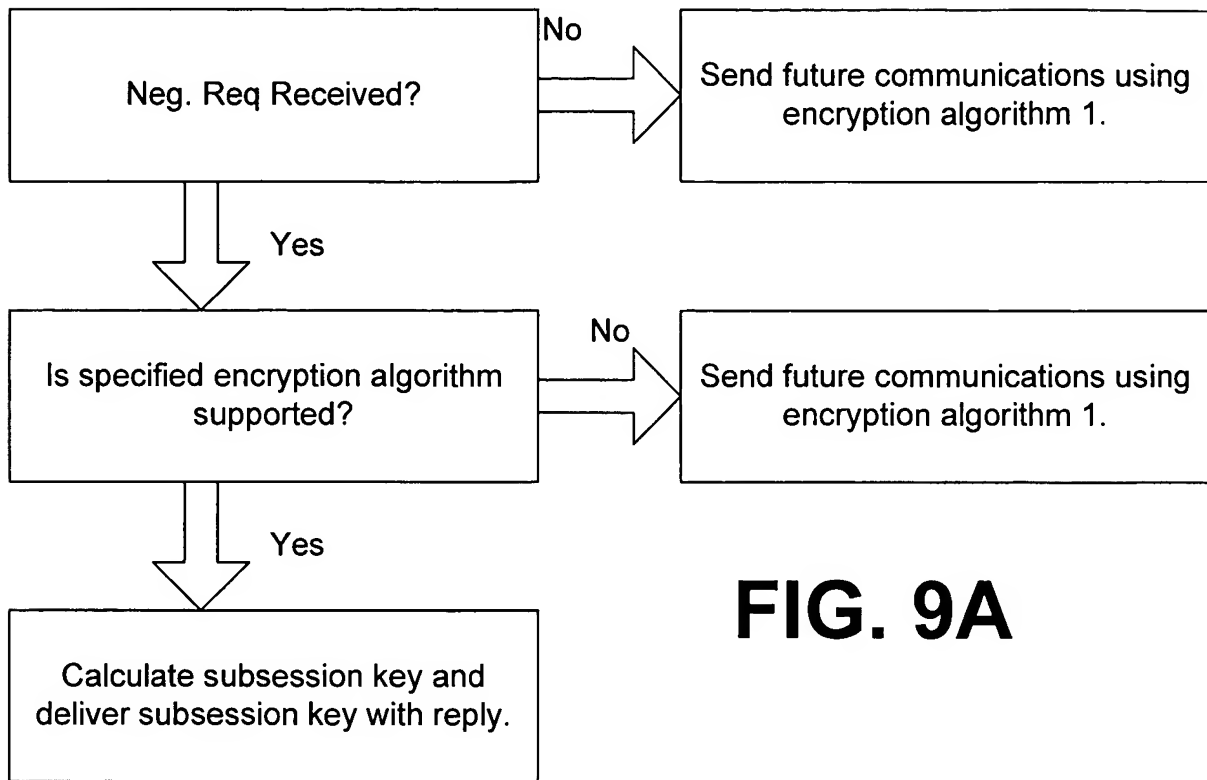 Neg. Req Received?
No
Send future communications using
encryption algorithm 1.
Yes
Is specified encryption algorithm
supported?
No
Send future communications using
encryption algorithm 1.
Yes
Calculate subsession key and
deliver subsession key with reply.
FIG. 9A